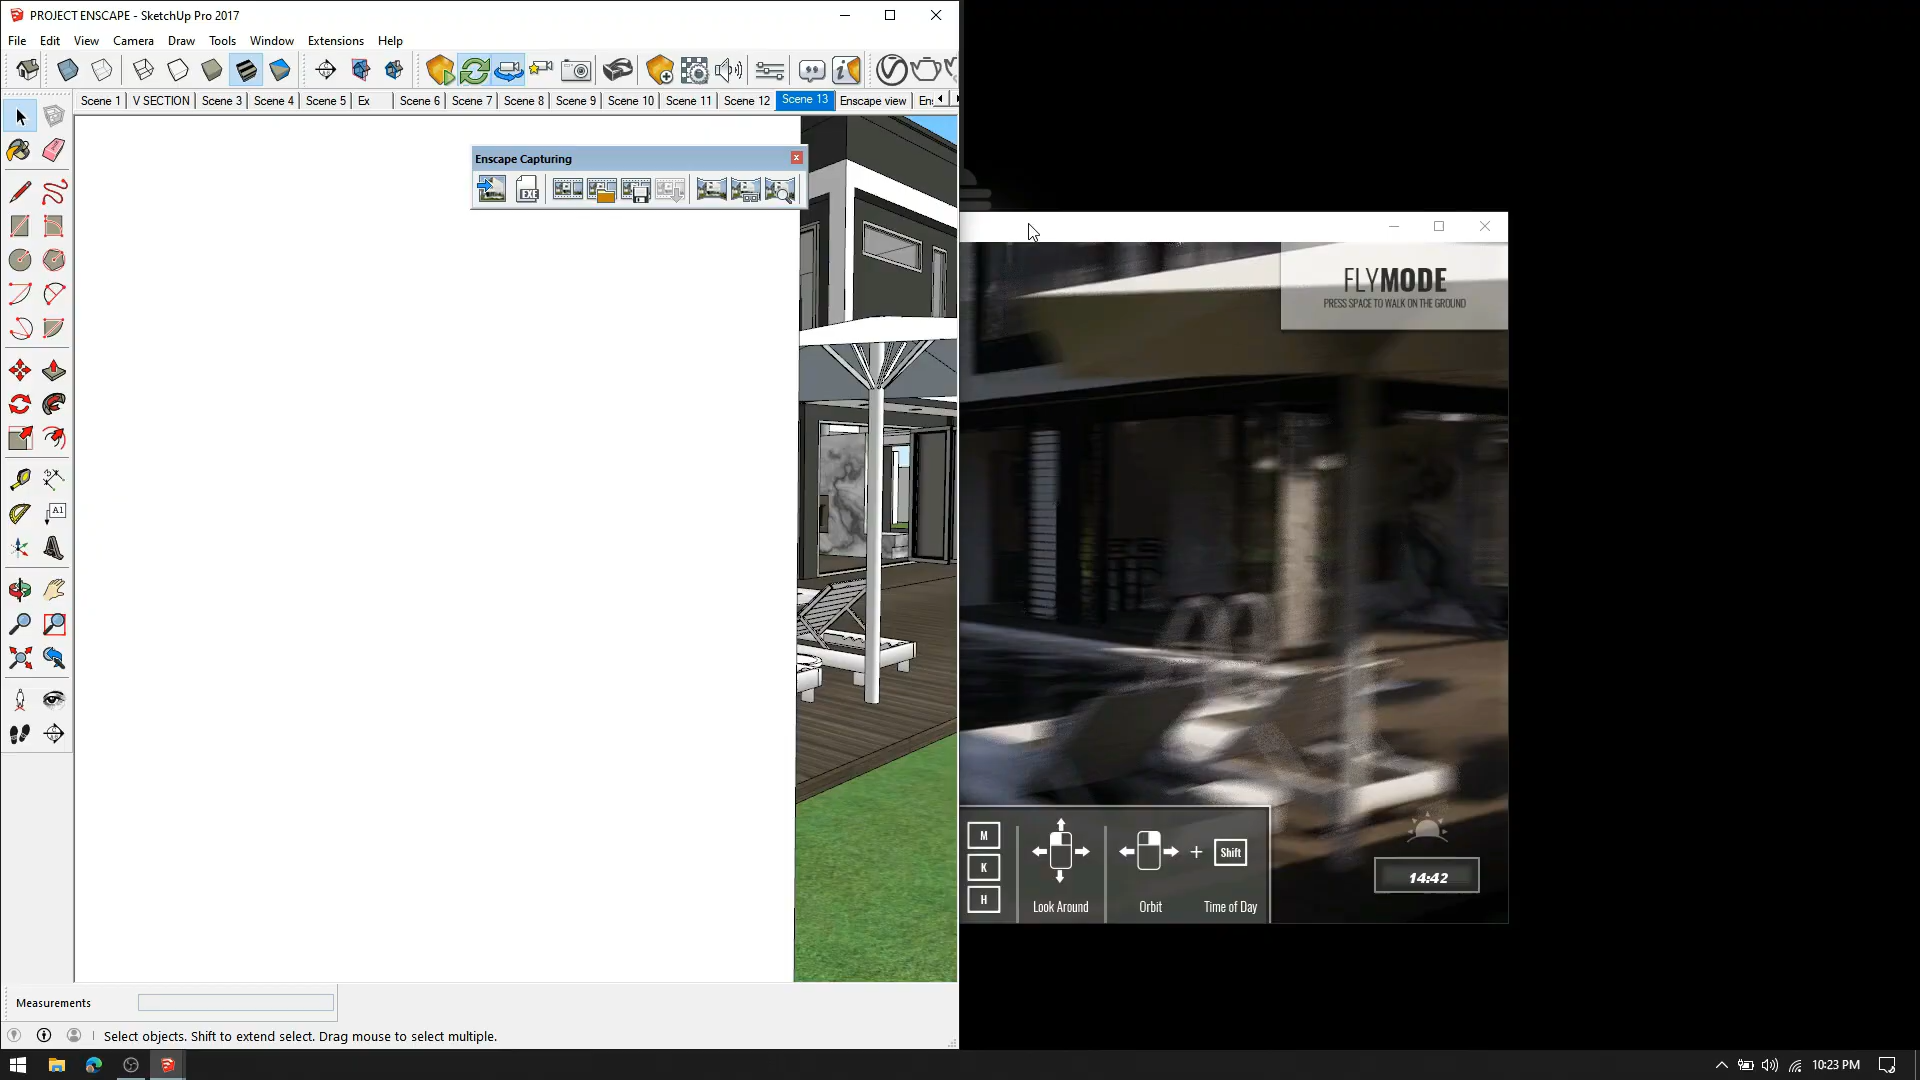 PROJECT ENSCAPE - SketchUp Pro 2017
File Edit View Camera Draw Tools Window Extensions Help
Scene 1 V SECTION Scene 3 Scene 4 Scene 5 Ex Scene 6 Scene 7 Scene 8 Scene 9 Scene 10 Scene 11 Scene 12 Scene 13 Enscape view
Enscape Capturing
EXE
A1
FLYMODE
PRESS SPACE TO WALK ON THE GROUND
M
K
H
+ Shift
Look Around Orbit Time of Day
14:42
Measurements
Select objects. Shift to extend select. Drag mouse to select multiple.
10:23 PM